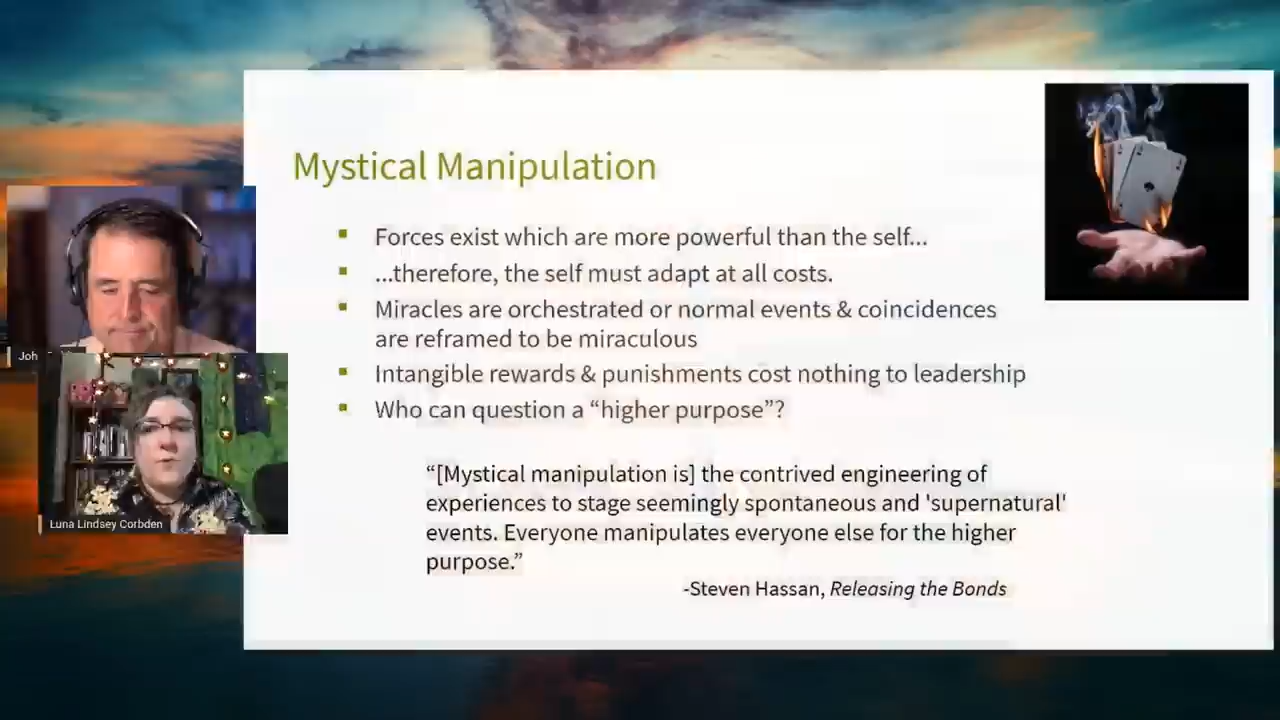 Mystical Manipulation
Forces exist which are more powerful than the self...
...therefore, the self must adapt at all costs.
Miracles are orchestrated or normal events & coincidences
are reframed to be miraculous
Intangible rewards & punishments cost nothing to leadership
Who can question a “higher purpose”?
“[Mystical manipulation is] the contrived engineering of
experiences to stage seemingly spontaneous and 'supernatural'
events. Everyone manipulates everyone else for the higher
purpose.”
-Steven Hassan, Releasing the Bonds
Joh
Luna Lindsey Corbden